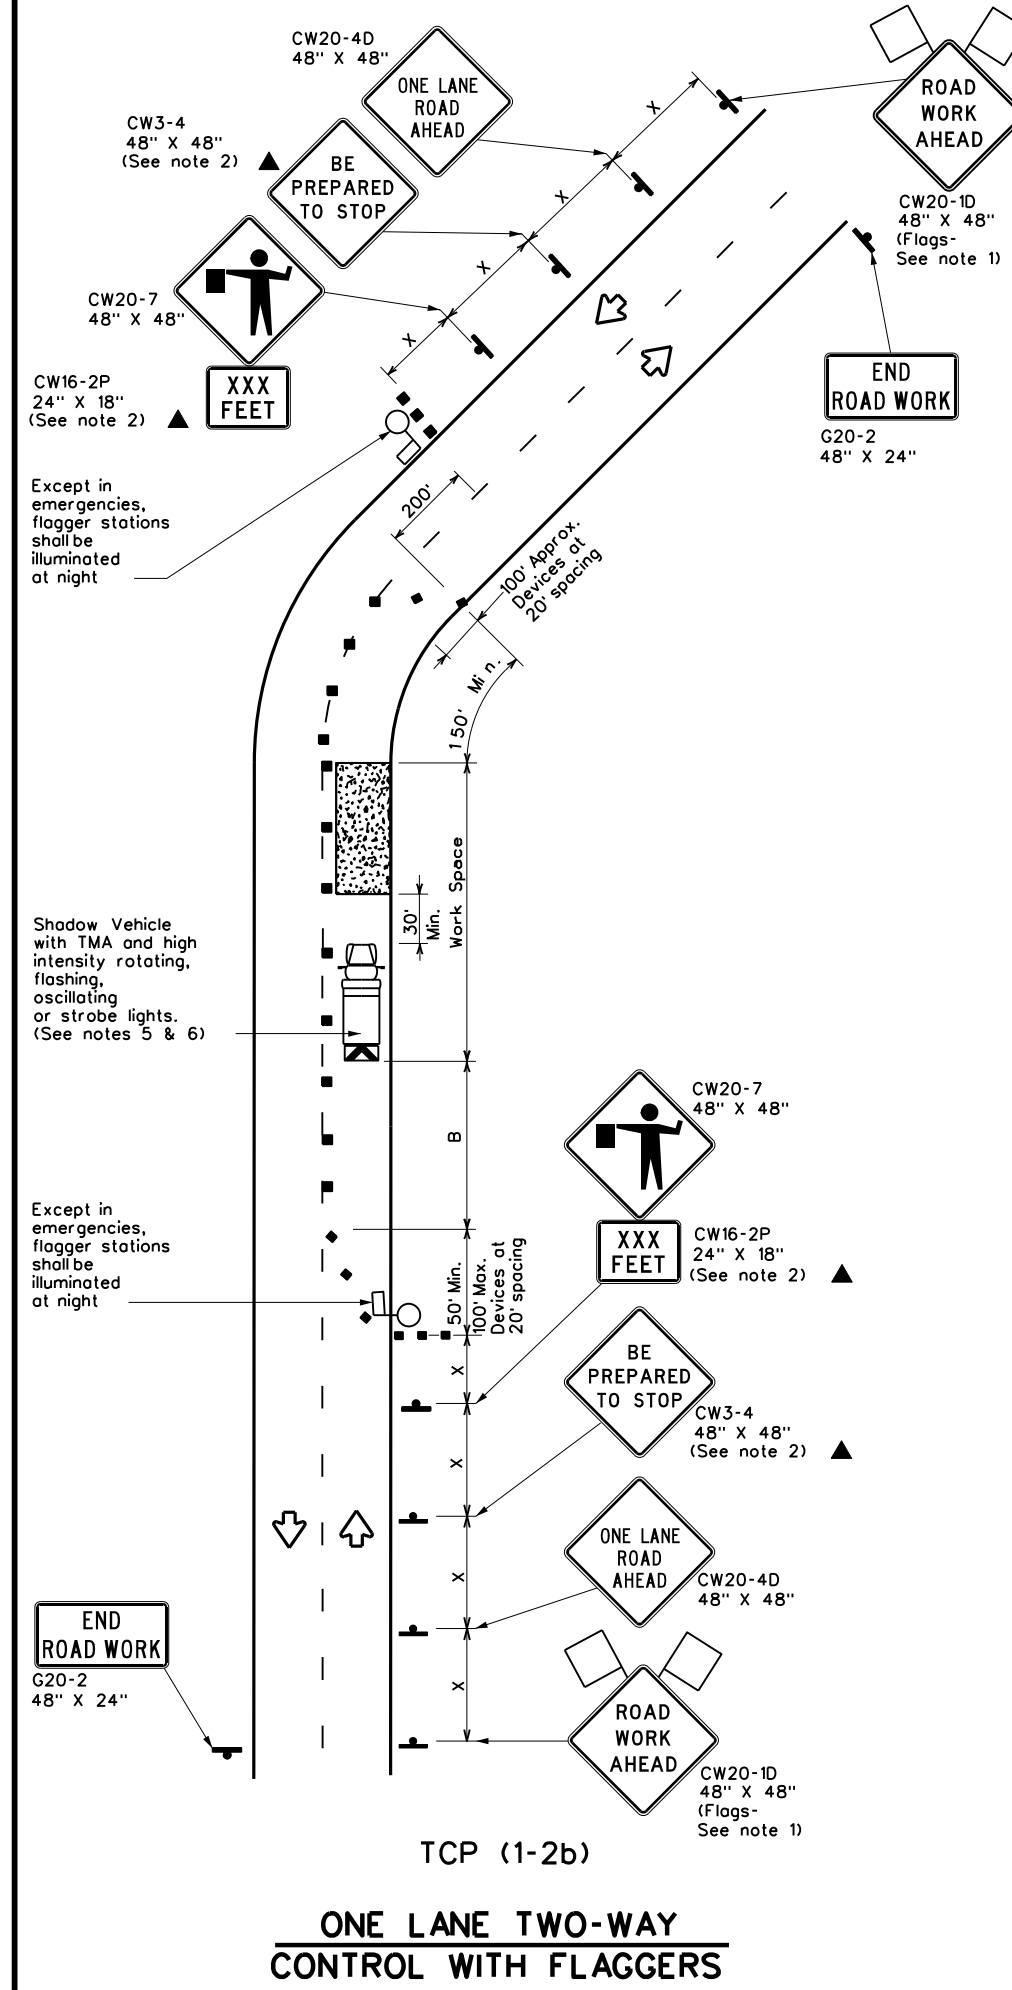 CW20-4D
48" X 48"
ONE LANE
ROAD
AHEAD
ROAD
WORK
AHEAD
CW20-1D
48" X 48"
(Flags-
See note 1)
CW3-4
48" X 48"
(See note 2)
BE
PREPARED
TO STOP
X
X
X
X
CW20-7
48" X 48"
CW16-2P
24" X 18"
(See note 2)
XXX
FEET
END
ROAD WORK
G20-2
48" X 24"
Except in
emergencies,
flagger stations
shall be
illuminated
at night
200'
100' Approx.
Devices at
20' spacing
150' Min.
Work Space
30'
Min.
Shadow Vehicle
with TMA and high
intensity rotating,
flashing,
oscillating
or strobe lights.
(See notes 5 & 6)
B
CW20-7
48" X 48"
XXX
FEET
CW16-2P
24" X 18"
(See note 2)
Except in
emergencies,
flagger stations
shall be
illuminated
at night
50' Min.
100' Max.
Devices at
20' spacing
X
X
X
X
BE
PREPARED
TO STOP
CW3-4
48" X 48"
(See note 2)
ONE LANE
ROAD
AHEAD
CW20-4D
48" X 48"
END
ROAD WORK
G20-2
48" X 24"
ROAD
WORK
AHEAD
CW20-1D
48" X 48"
(Flags-
See note 1)
TCP (1-2b)
ONE LANE TWO-WAY
CONTROL WITH FLAGGERS